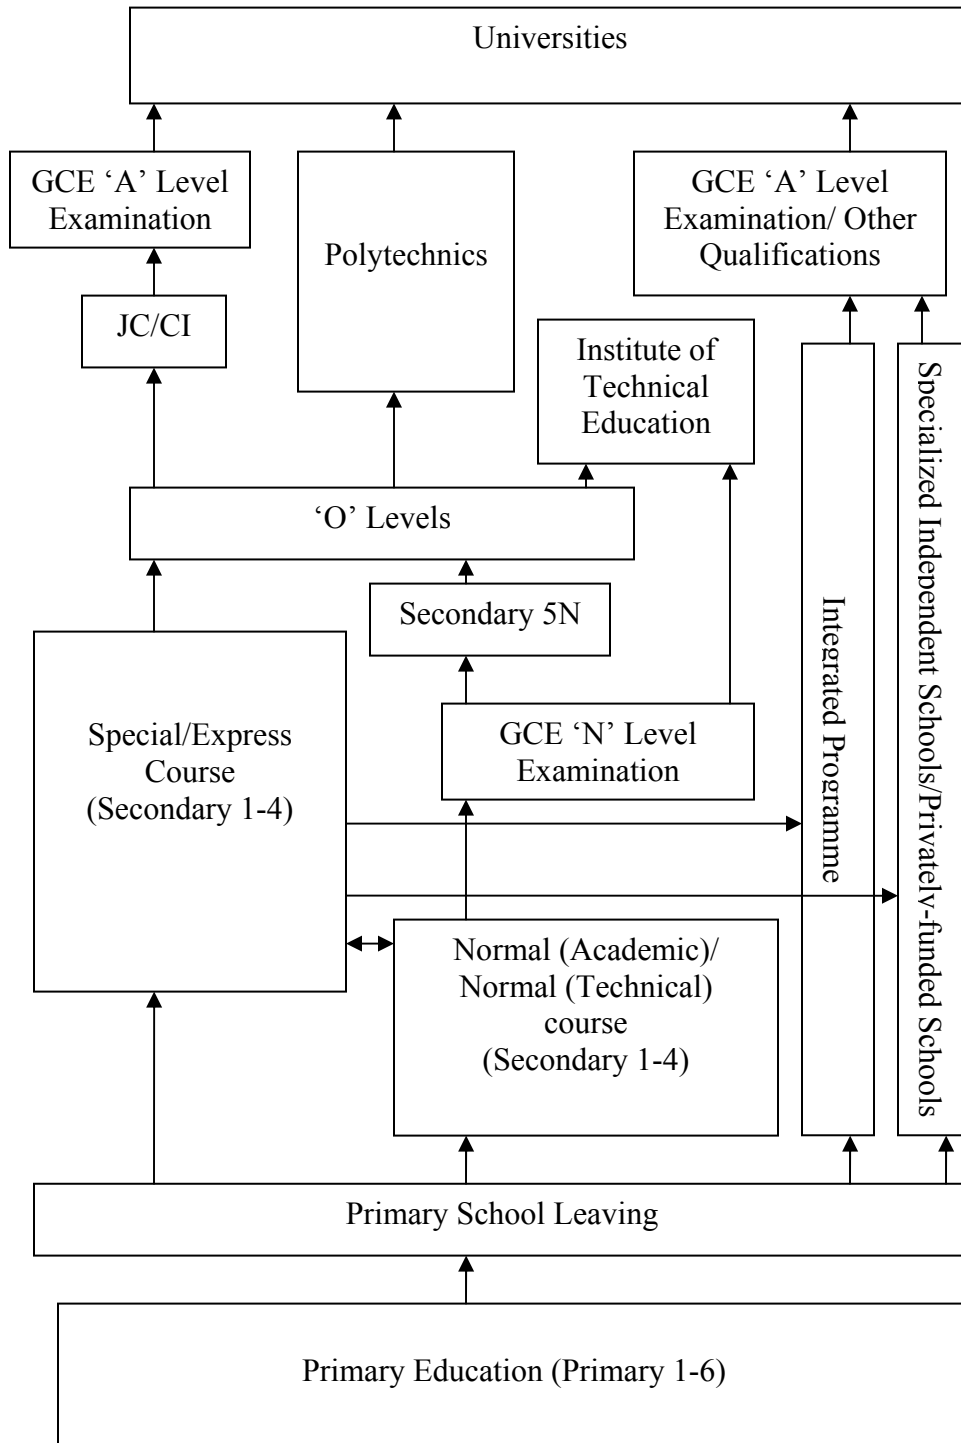 Universities
GCE ‘A’ Level
Examination
Polytechnics
GCE ‘A’ Level
Examination/ Other
Qualifications
JC/CI
Institute of
Technical
Education
‘O’ Levels
Secondary 5N
Special/Express
Course
(Secondary 1-4)
GCE ‘N’ Level
Examination
Integrated Programme
Specialized Independent Schools/Privately-funded Schools
Normal (Academic)/
Normal (Technical)
course
(Secondary 1-4)
Primary School Leaving
Primary Education (Primary 1-6)